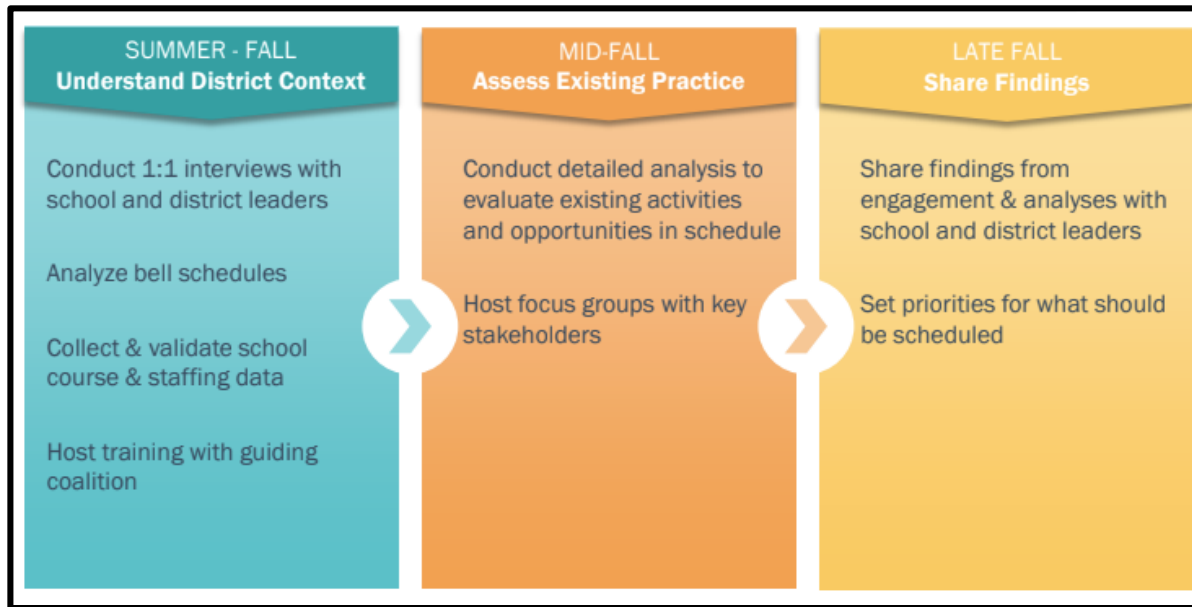 SUMMER - FALL
Understand District Context
Conduct 1:1 interviews with
school and district leaders
Analyze bell schedules
Collect & validate school
course & staffing data
Host training with guiding
coalition
MID-FALL
Assess Existing Practice
Conduct detailed analysis to
evaluate existing activities
and opportunities in schedule
Host focus groups with key
stakeholders
LATE FALL
Share Findings
Share findings from
engagement & analyses with
school and district leaders
Set priorities for what should
be scheduled